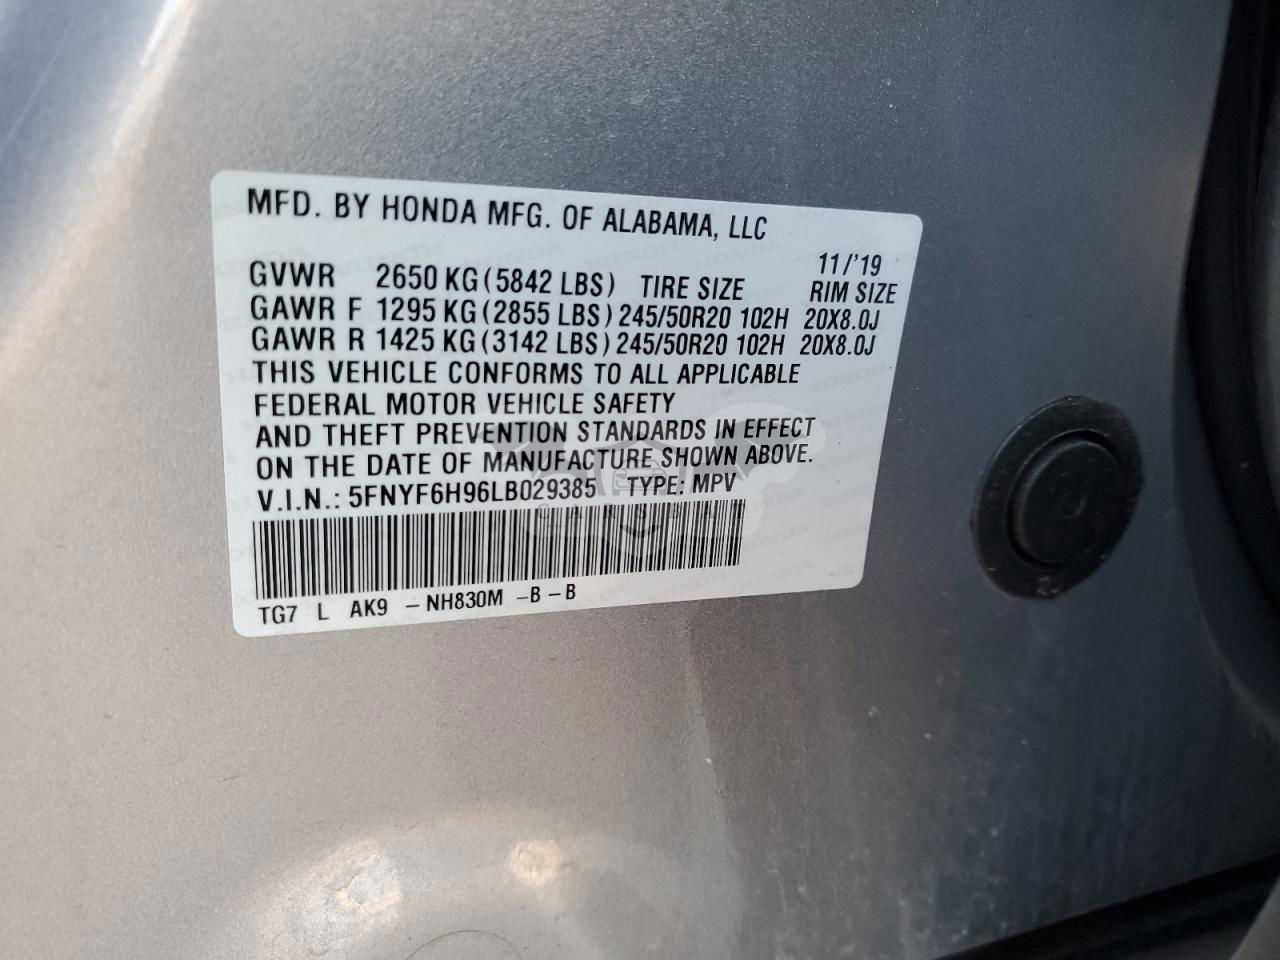 MFD. BY HONDA MFG. OF ALABAMA, LLC
11/'19
GVWR 2650 KG (5842 LBS) TIRE SIZE RIM SIZE
GAWR F 1295 KG (2855 LBS) 245/50R20 102H 20X8.0J
GAWR R 1425 KG (3142 LBS) 245/50R20 102H 20X8.0J
THIS VEHICLE CONFORMS TO ALL APPLICABLE
FEDERAL MOTOR VEHICLE SAFETY
AND THEFT PREVENTION STANDARDS IN EFFECT
ON THE DATE OF MANUFACTURE SHOWN ABOVE.
V.I.N.: 5FNYF6H96LB029385 TYPE: MPV
TG7 L AK9 -NH830M -B-B